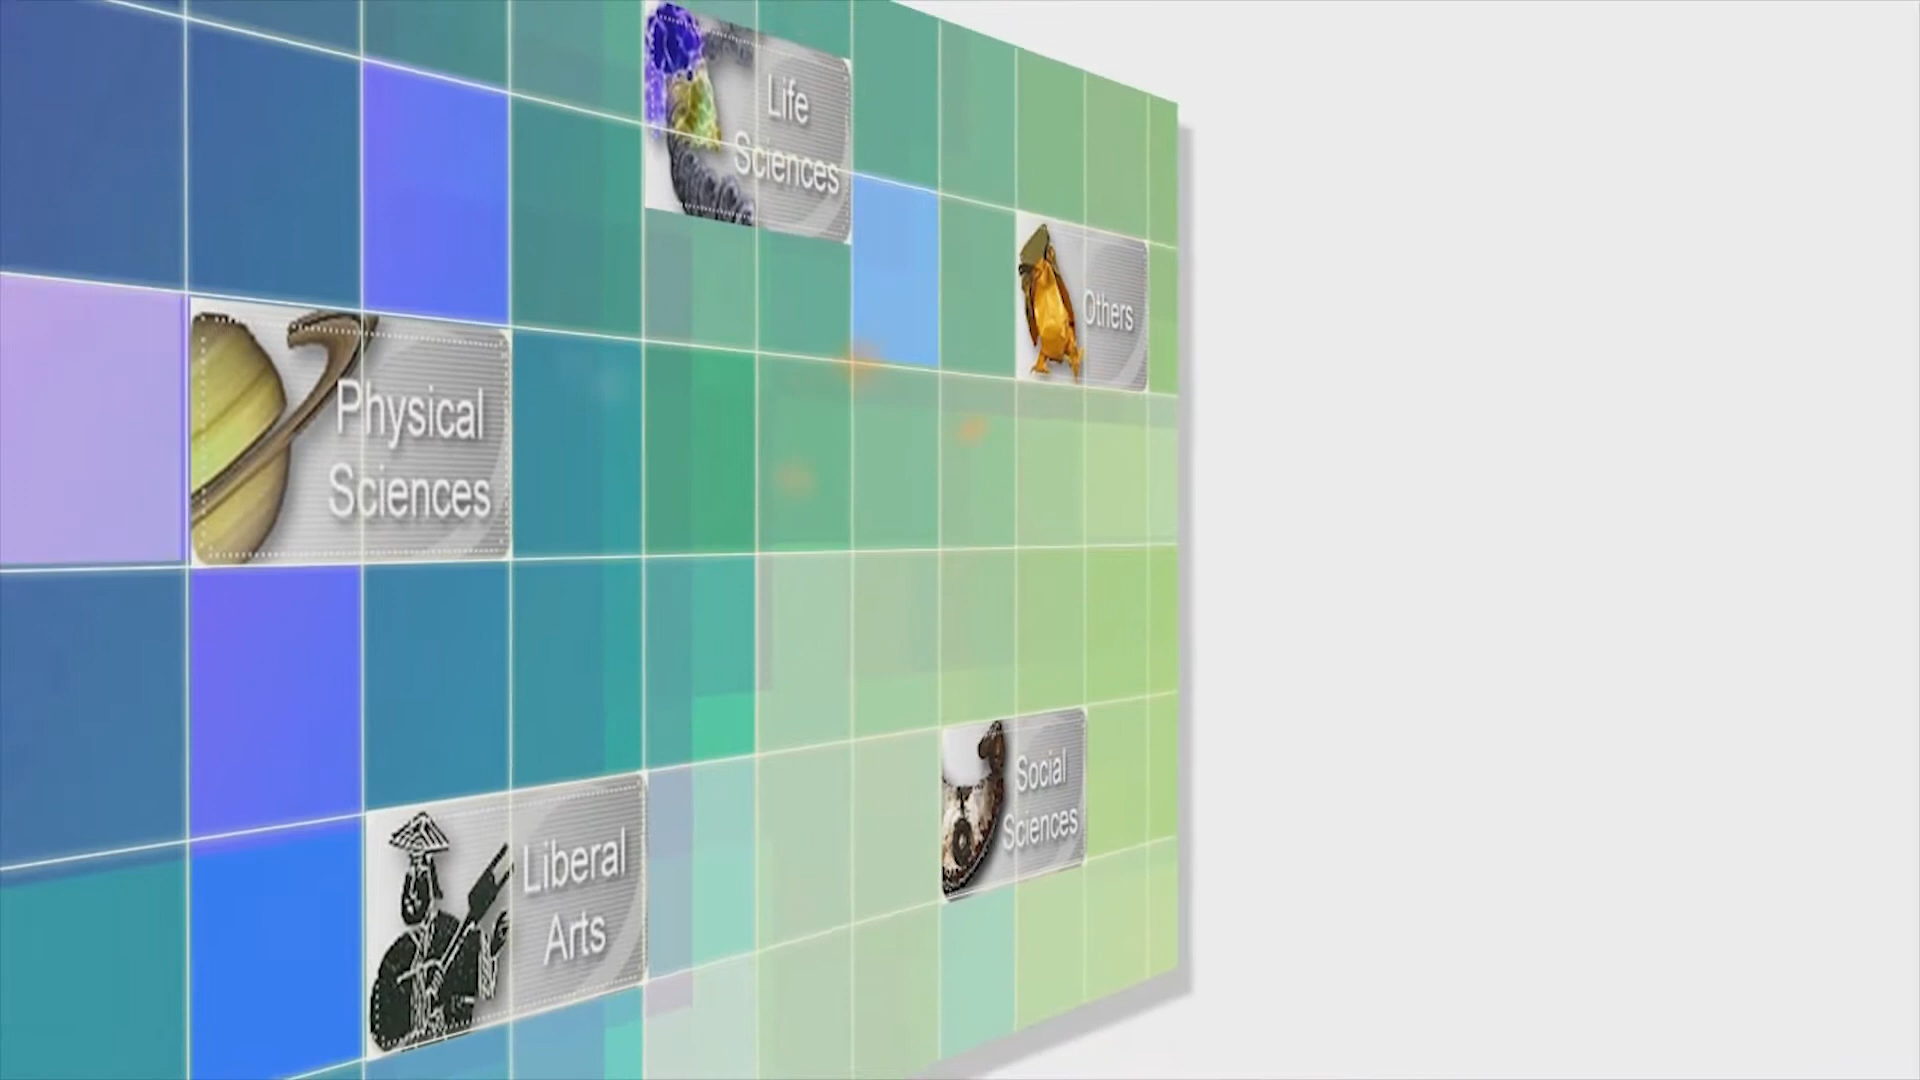 Life
Sciences
Others
Physical
Sciences
Social
Sciences
Liberal
Arts